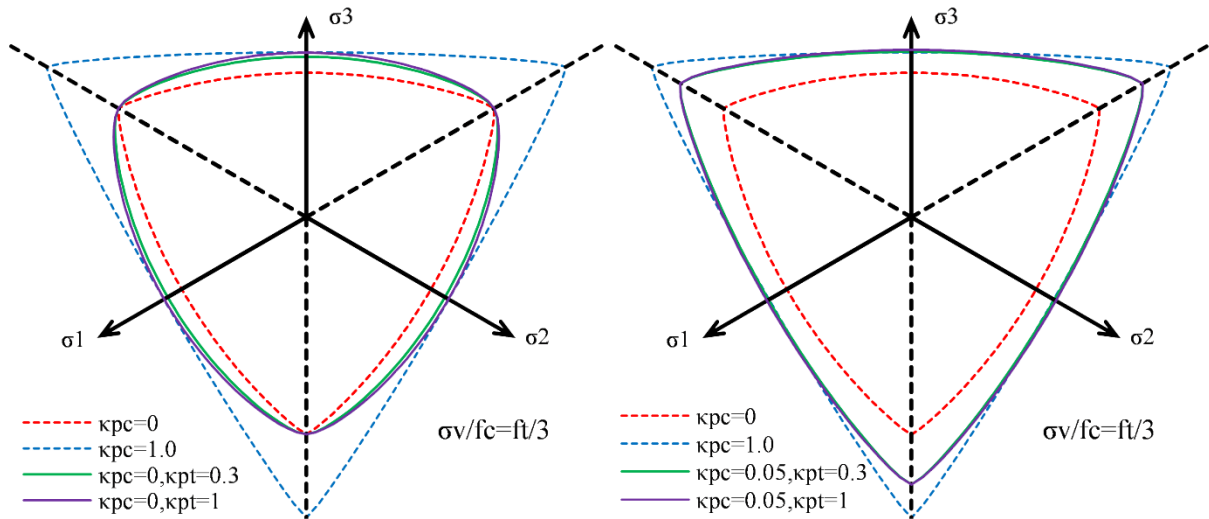 σ3
σ1
σ2
κpc=0
κpc=1.0
κpc=0,κpt=0.3
κpc=0,κpt=1
σv/fc=ft/3
σ3
σ1
σ2
κpc=0
κpc=1.0
κpc=0.05,κpt=0.3
κpc=0.05,κpt=1
σv/fc=ft/3